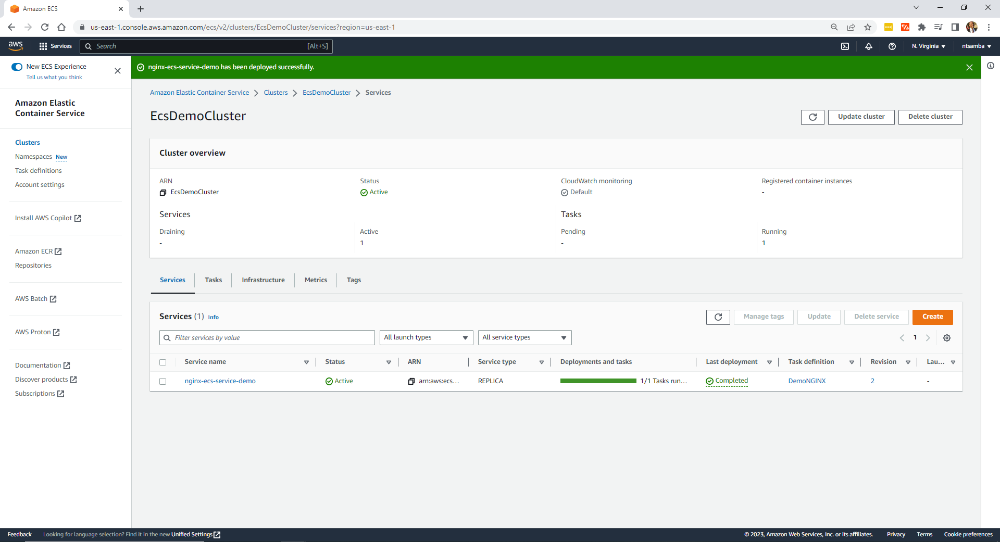 Amazon ECS
us-east-1.console.aws.amazon.com/ecs/v2/clusters/EcsDemoCluster/services?region=us-east-1
aws
Services
Search
[Alt+S]
N. Virginia
ntsamba
New ECS Experience
Tell us what you think
nginx-ecs-service-demo has been deployed successfully.
Amazon Elastic
Container Service
Clusters
Namespaces New
Task definitions
Account settings
Install AWS Copilot
Amazon ECR
Repositories
AWS Batch
AWS Proton
Documentation
Discover products
Subscriptions
Amazon Elastic Container Service
Clusters
EcsDemoCluster
Services
EcsDemoCluster
Update cluster
Delete cluster
Cluster overview
ARN
EcsDemoCluster
Status
Active
CloudWatch monitoring
Default
Registered container instances
-
Services
Draining
-
Active
1
Tasks
Pending
-
Running
1
Services
Tasks
Infrastructure
Metrics
Tags
Services (1) Info
Manage tags
Update
Delete service
Create
Filter services by value
All launch types
All service types
1
Service name
Status
ARN
Service type
Deployments and tasks
Last deployment
Task definition
Revision
Lau...
nginx-ecs-service-demo
Active
arn:aws:ecs...
REPLICA
1/1 Tasks run...
Completed
DemoNGINX
2
-
Feedback
Looking for language selection? Find it in the new Unified Settings
© 2023, Amazon Web Services, Inc. or its affiliates.
Privacy
Terms
Cookie preferences